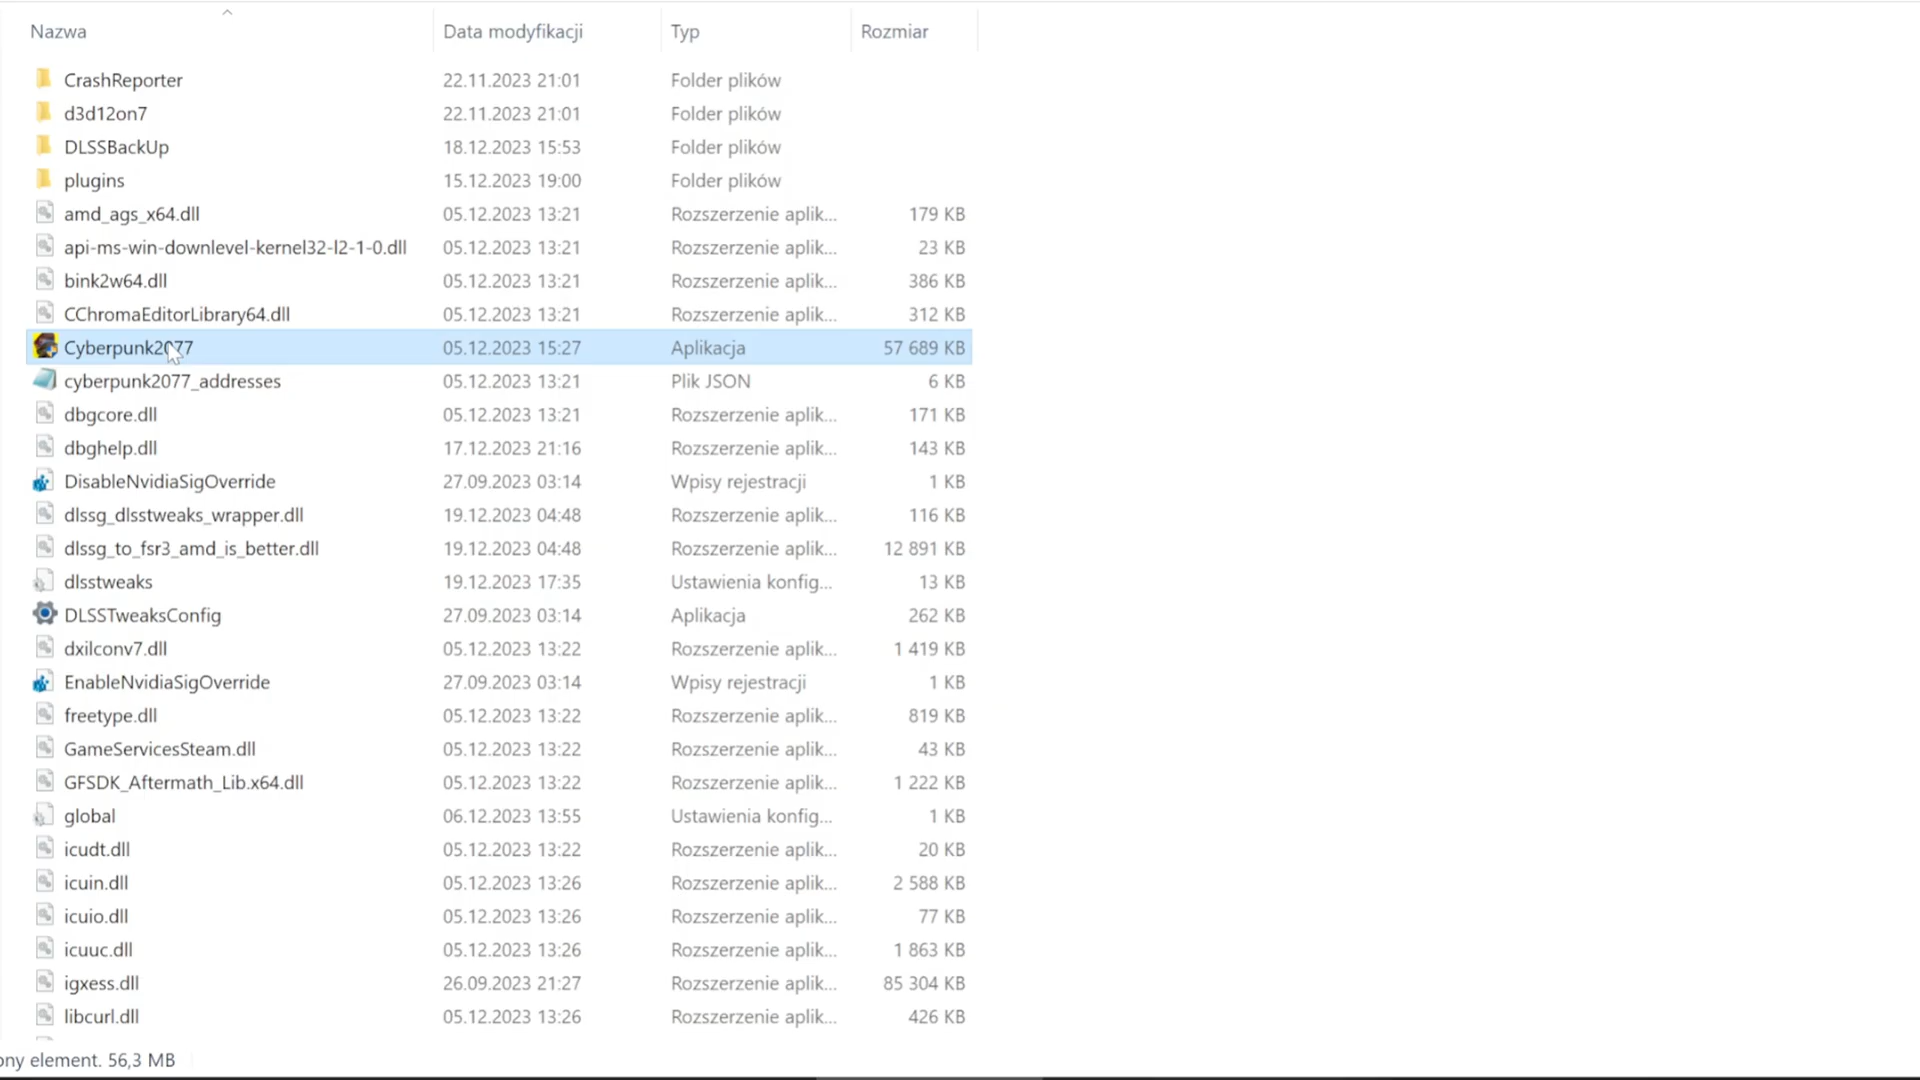 Nazwa Data modyfikacji Typ Rozmiar
CrashReporter 22.11.2023 21:01 Folder plików
d3d12on7 22.11.2023 21:01 Folder plików
DLSSBackUp 18.12.2023 15:53 Folder plików
plugins 15.12.2023 19:00 Folder plików
amd_ags_x64.dll 05.12.2023 13:21 Rozszerzenie aplik... 179 KB
api-ms-win-downlevel-kernel32-l2-1-0.dll 05.12.2023 13:21 Rozszerzenie aplik... 23 KB
bink2w64.dll 05.12.2023 13:21 Rozszerzenie aplik... 386 KB
CChromaEditorLibrary64.dll 05.12.2023 13:21 Rozszerzenie aplik... 312 KB
Cyberpunk2077 05.12.2023 15:27 Aplikacja 57 689 KB
cyberpunk2077_addresses 05.12.2023 13:21 Plik JSON 6 KB
dbgcore.dll 05.12.2023 13:21 Rozszerzenie aplik... 171 KB
dbghelp.dll 17.12.2023 21:16 Rozszerzenie aplik... 143 KB
DisableNvidiaSigOverride 27.09.2023 03:14 Wpisy rejestracji 1 KB
dlssg_dlsstweaks_wrapper.dll 19.12.2023 04:48 Rozszerzenie aplik... 116 KB
dlssg_to_fsr3_amd_is_better.dll 19.12.2023 04:48 Rozszerzenie aplik... 12 891 KB
dlsstweaks 19.12.2023 17:35 Ustawienia konfig... 13 KB
DLSSTweaksConfig 27.09.2023 03:14 Aplikacja 262 KB
dxilconv7.dll 05.12.2023 13:22 Rozszerzenie aplik... 1 419 KB
EnableNvidiaSigOverride 27.09.2023 03:14 Wpisy rejestracji 1 KB
freetype.dll 05.12.2023 13:22 Rozszerzenie aplik... 819 KB
GameServicesSteam.dll 05.12.2023 13:22 Rozszerzenie aplik... 43 KB
GFSDK_Aftermath_Lib.x64.dll 05.12.2023 13:22 Rozszerzenie aplik... 1 222 KB
global 06.12.2023 13:55 Ustawienia konfig... 1 KB
icudt.dll 05.12.2023 13:22 Rozszerzenie aplik... 20 KB
icuin.dll 05.12.2023 13:26 Rozszerzenie aplik... 2 588 KB
icuio.dll 05.12.2023 13:26 Rozszerzenie aplik... 77 KB
icuuc.dll 05.12.2023 13:26 Rozszerzenie aplik... 1 863 KB
igxess.dll 26.09.2023 21:27 Rozszerzenie aplik... 85 304 KB
libcurl.dll 05.12.2023 13:26 Rozszerzenie aplik... 426 KB
ony element. 56,3 MB